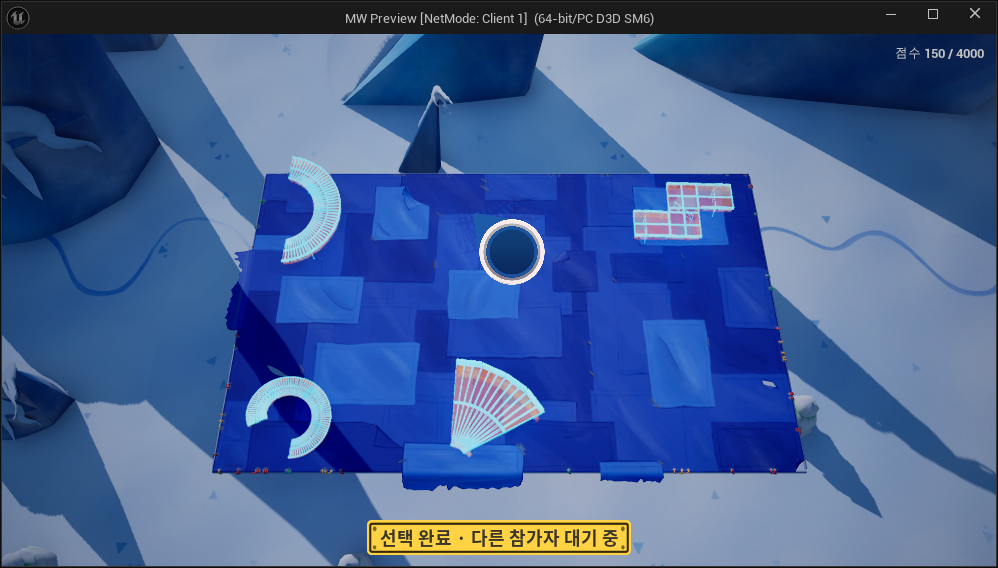 MW Preview [NetMode: Client 1]  (64-bit/PC D3D SM6)
점수 150 / 4000
선택 완료 · 다른 참가자 대기 중